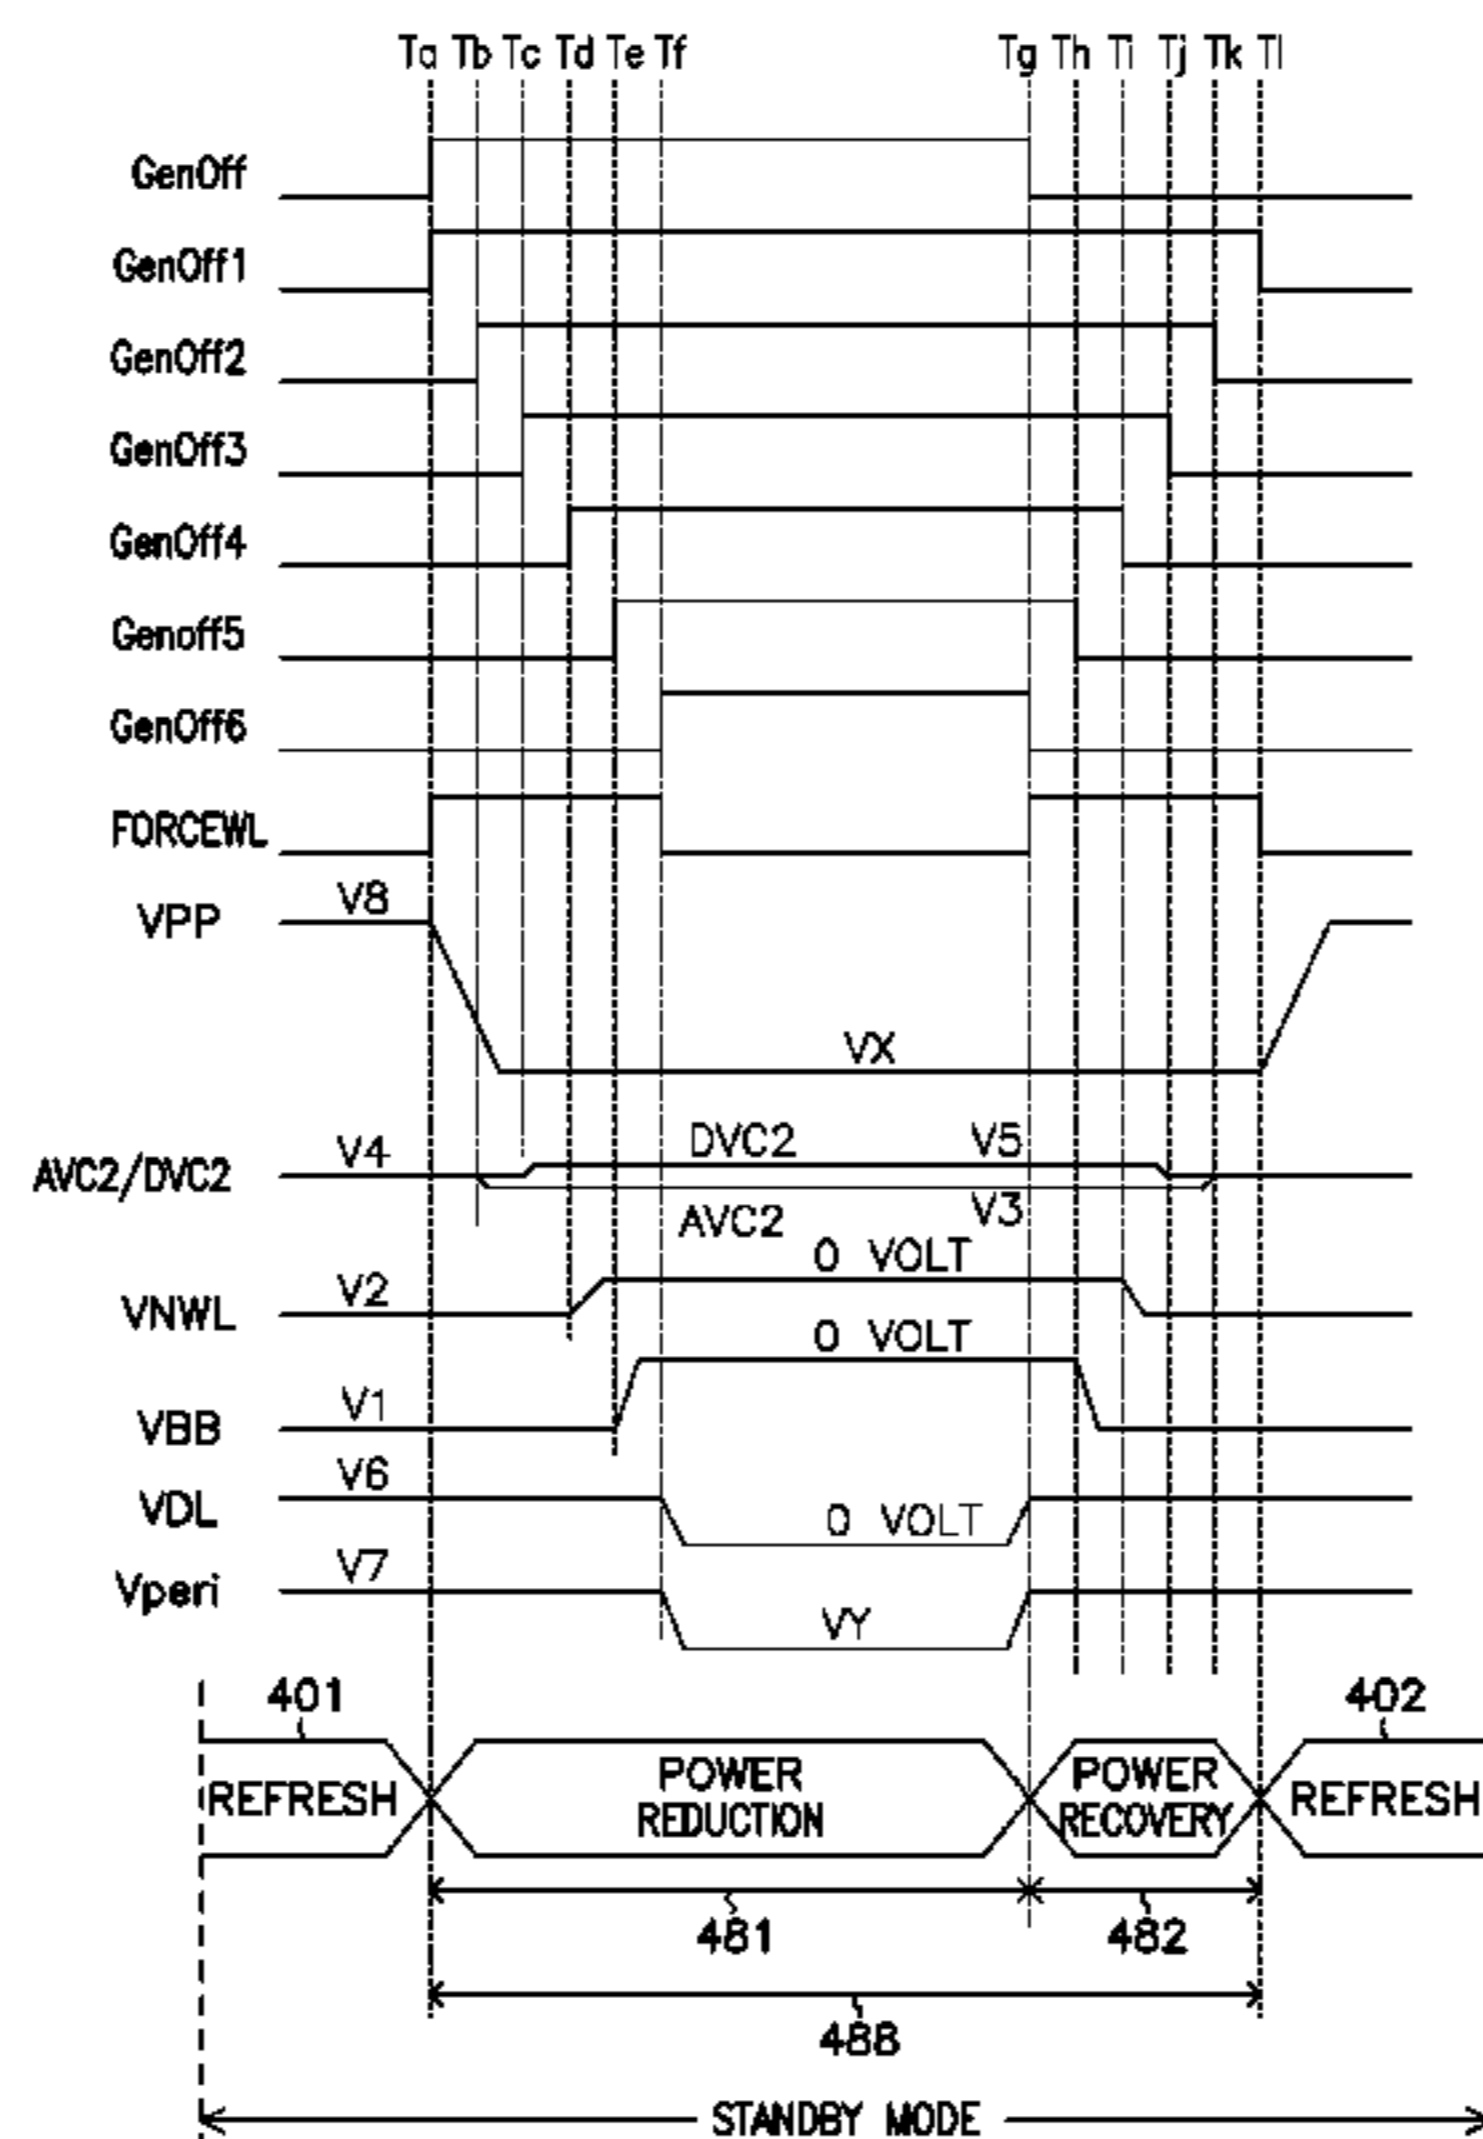 Ta Tb Tc Td Te Tf Tg Th Ti Tj Tk Tl
GenOff
GenOff1
GenOff2
GenOff3
GenOff4
Genoff5
GenOff6
FORCEWL
VPP V8
VX
AVC2/DVC2 V4 DVC2 V5
AVC2 V3
VNWL V2 0 VOLT
VBB V1 0 VOLT
VDL V6 0 VOLT
Vperi V7 VY
401 402
REFRESH POWER REDUCTION POWER RECOVERY REFRESH
481 482
488
STANDBY MODE